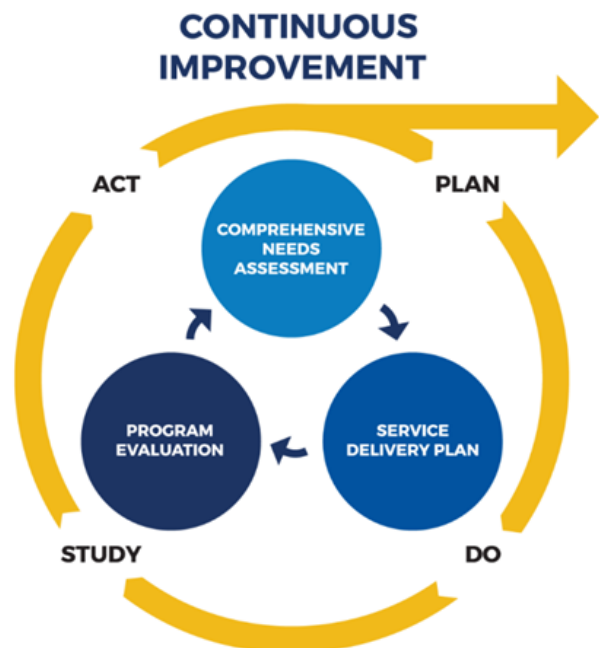 CONTINUOUS
IMPROVEMENT
ACT
PLAN
COMPREHENSIVE
NEEDS
ASSESSMENT
PROGRAM
EVALUATION
SERVICE
DELIVERY PLAN
STUDY
DO